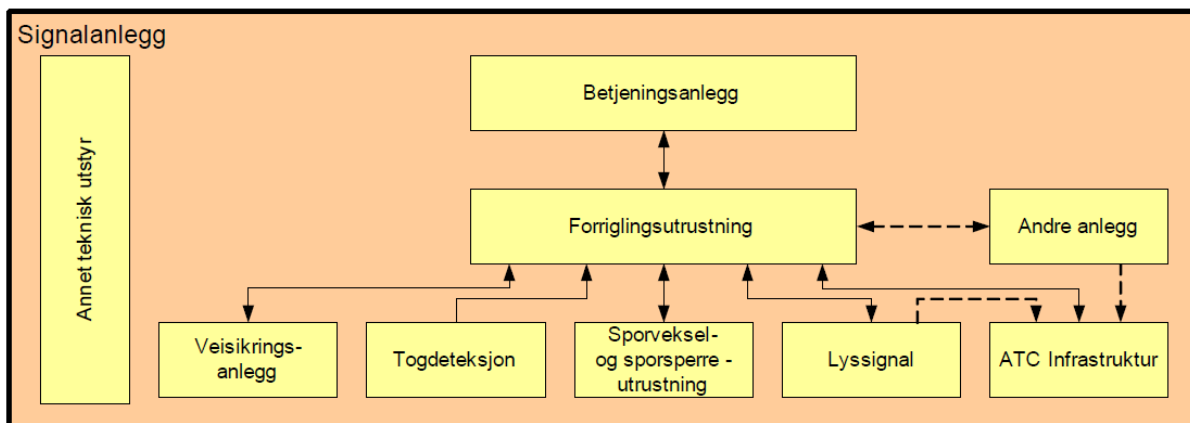 Signalanlegg
Annet teknisk utstyr
Betjeningsanlegg
Forriglingsutrustning
Andre anlegg
Veisikrings-
anlegg
Togdeteksjon
Sporveksel-
og sporsperre -
utrustning
Lyssignal
ATC Infrastruktur